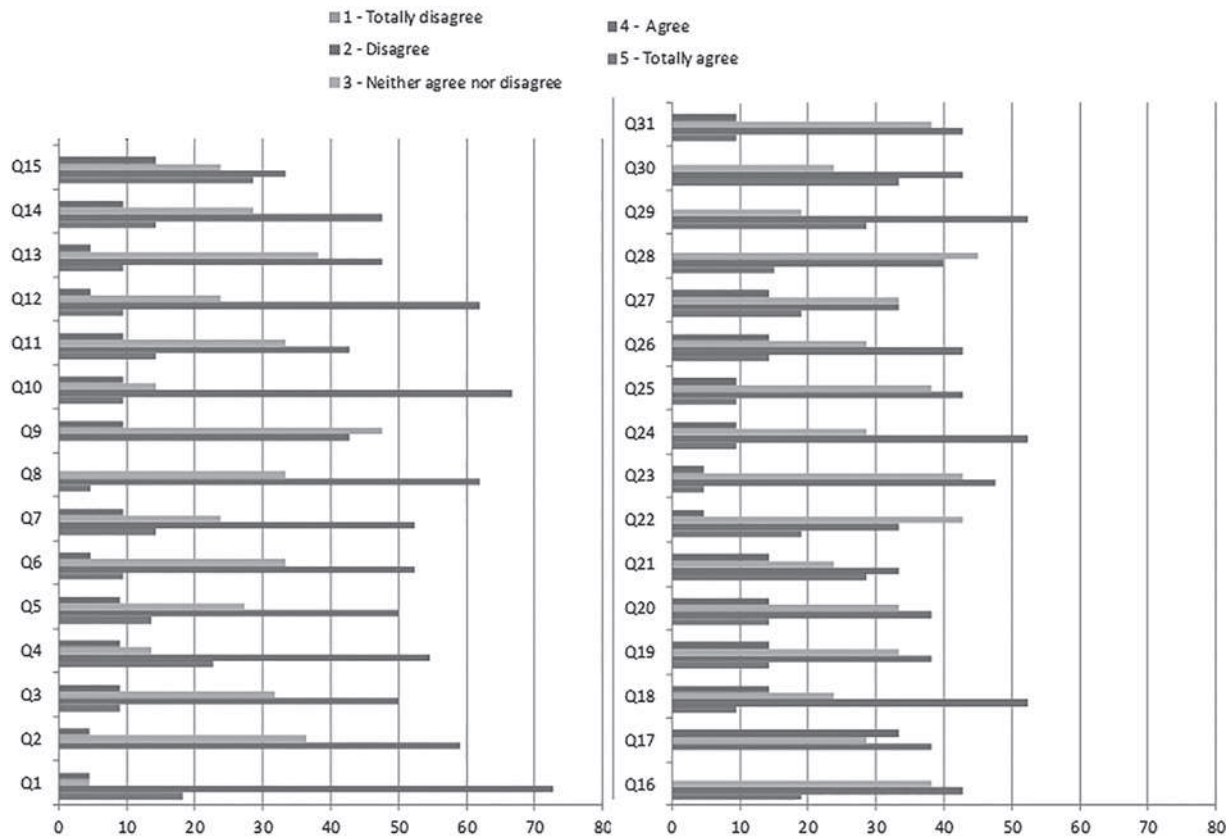 1 - Totally disagree
2 - Disagree
3 - Neither agree nor disagree
4 - Agree
5 - Totally agree
Q15
Q14
Q13
Q12
Q11
Q10
Q9
Q8
Q7
Q6
Q5
Q4
Q3
Q2
Q1
0 10 20 30 40 50 60 70 80
Q31
Q30
Q29
Q28
Q27
Q26
Q25
Q24
Q23
Q22
Q21
Q20
Q19
Q18
Q17
Q16
0 10 20 30 40 50 60 70 80